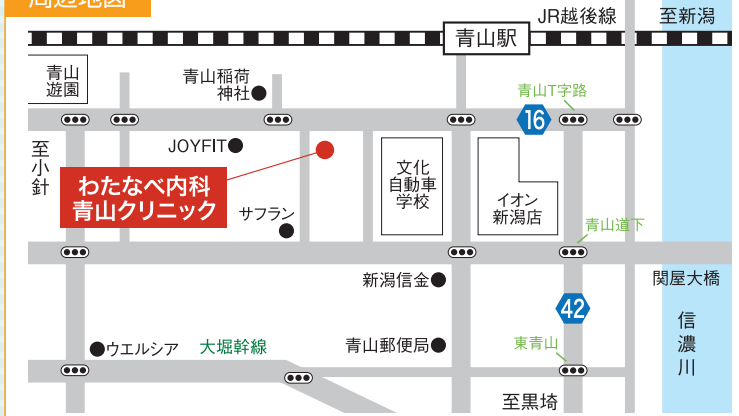 周辺地図
JR越後線
至新潟
青山駅
青山
遊園
青山稲荷
神社
青山T字路
16
至小針
JOYFIT
わたなべ内科
青山クリニック
文化
自動車
学校
イオン
新潟店
サフラン
青山道下
新潟信金
関屋大橋
42
信濃川
ウエルシア
大堀幹線
青山郵便局
東青山
至黒埼